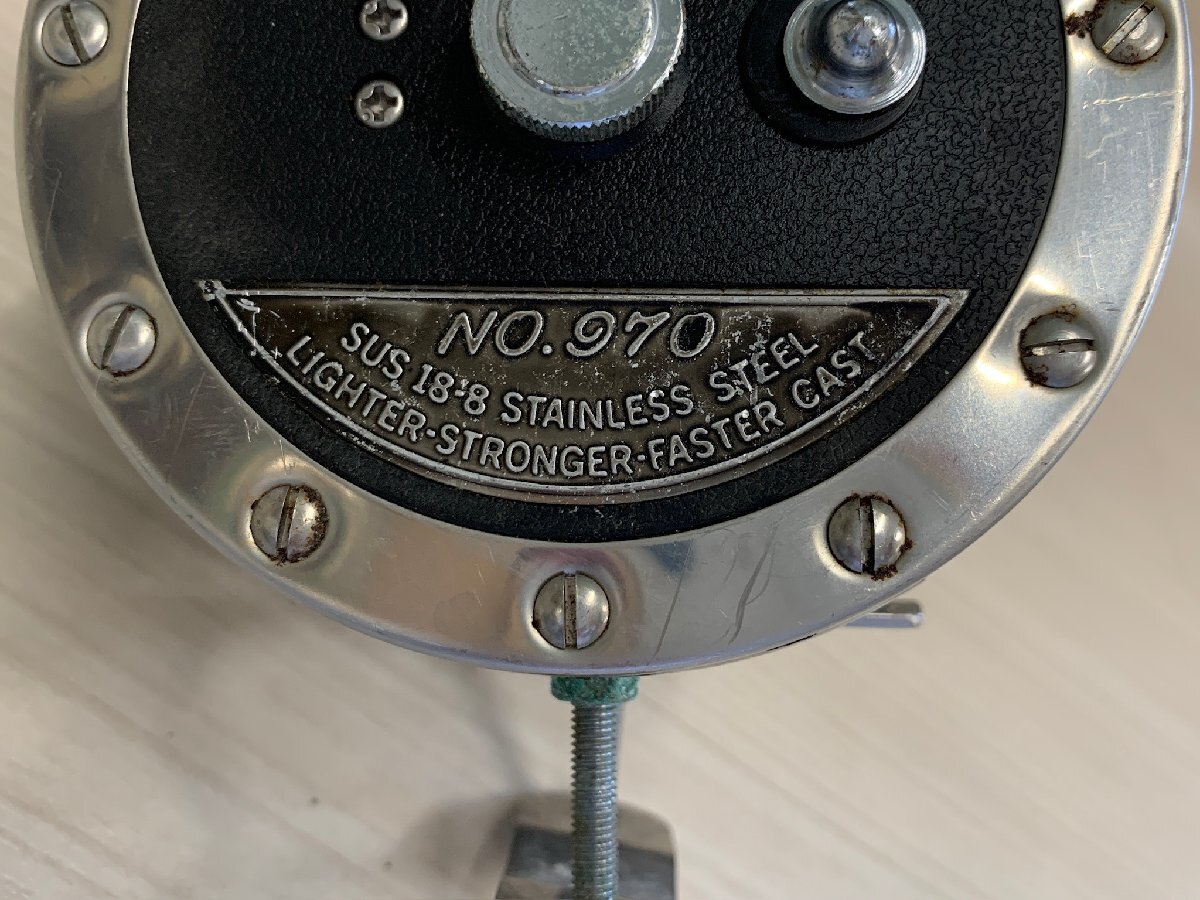 NO. 970
SUS 18-8 STAINLESS STEEL
LIGHTER-STRONGER-FASTER CAST